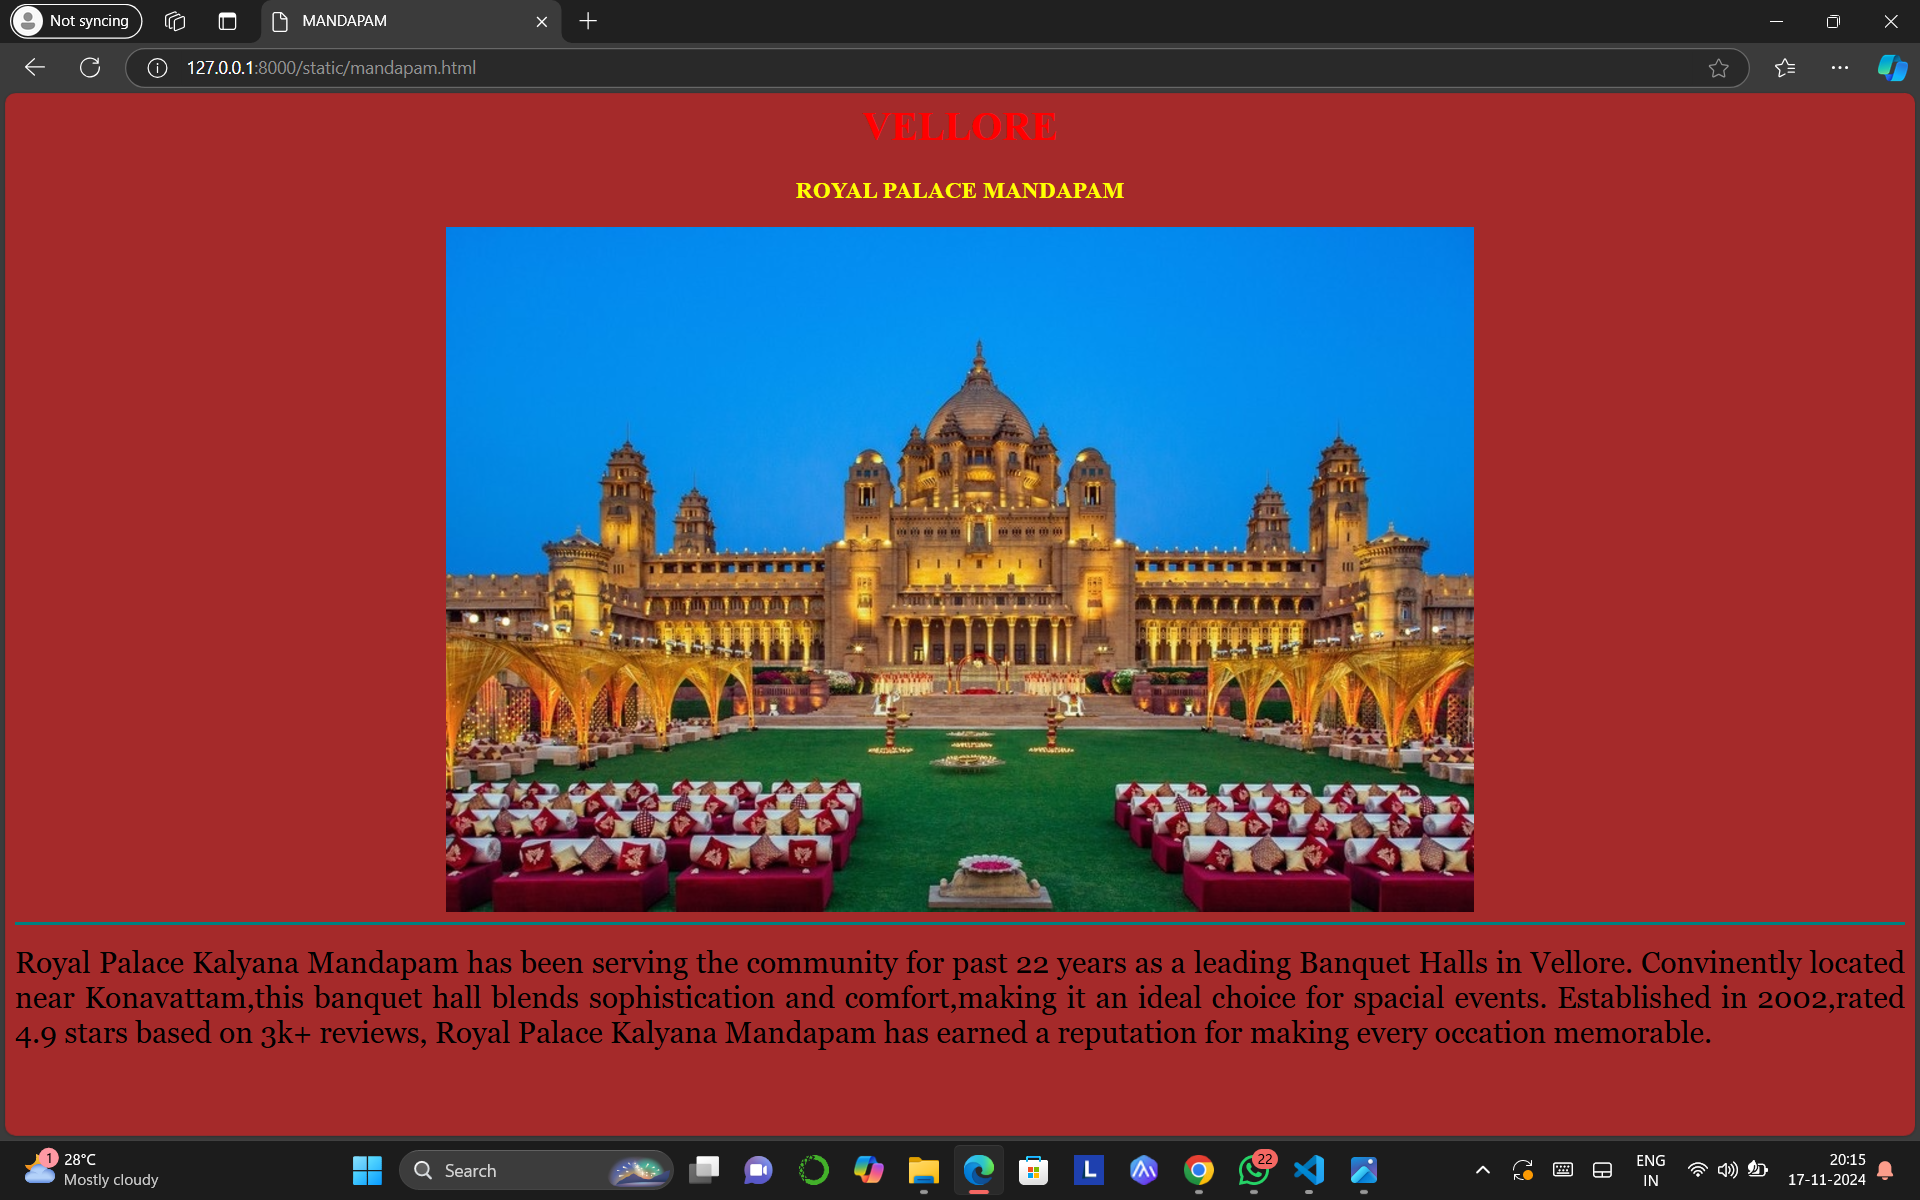 Not syncing
MANDAPAM
127.0.0.1:8000/static/mandapam.html
VELLORE
ROYAL PALACE MANDAPAM
Royal Palace Kalyana Mandapam has been serving the community for past 22 years as a leading Banquet Halls in Vellore. Convinently located
near Konavattam,this banquet hall blends sophistication and comfort,making it an ideal choice for spacial events. Established in 2002,rated
4.9 stars based on 3k+ reviews, Royal Palace Kalyana Mandapam has earned a reputation for making every occation memorable.
1
28°C
Mostly cloudy
Search
L
22
ENG
IN
20:15
17-11-2024